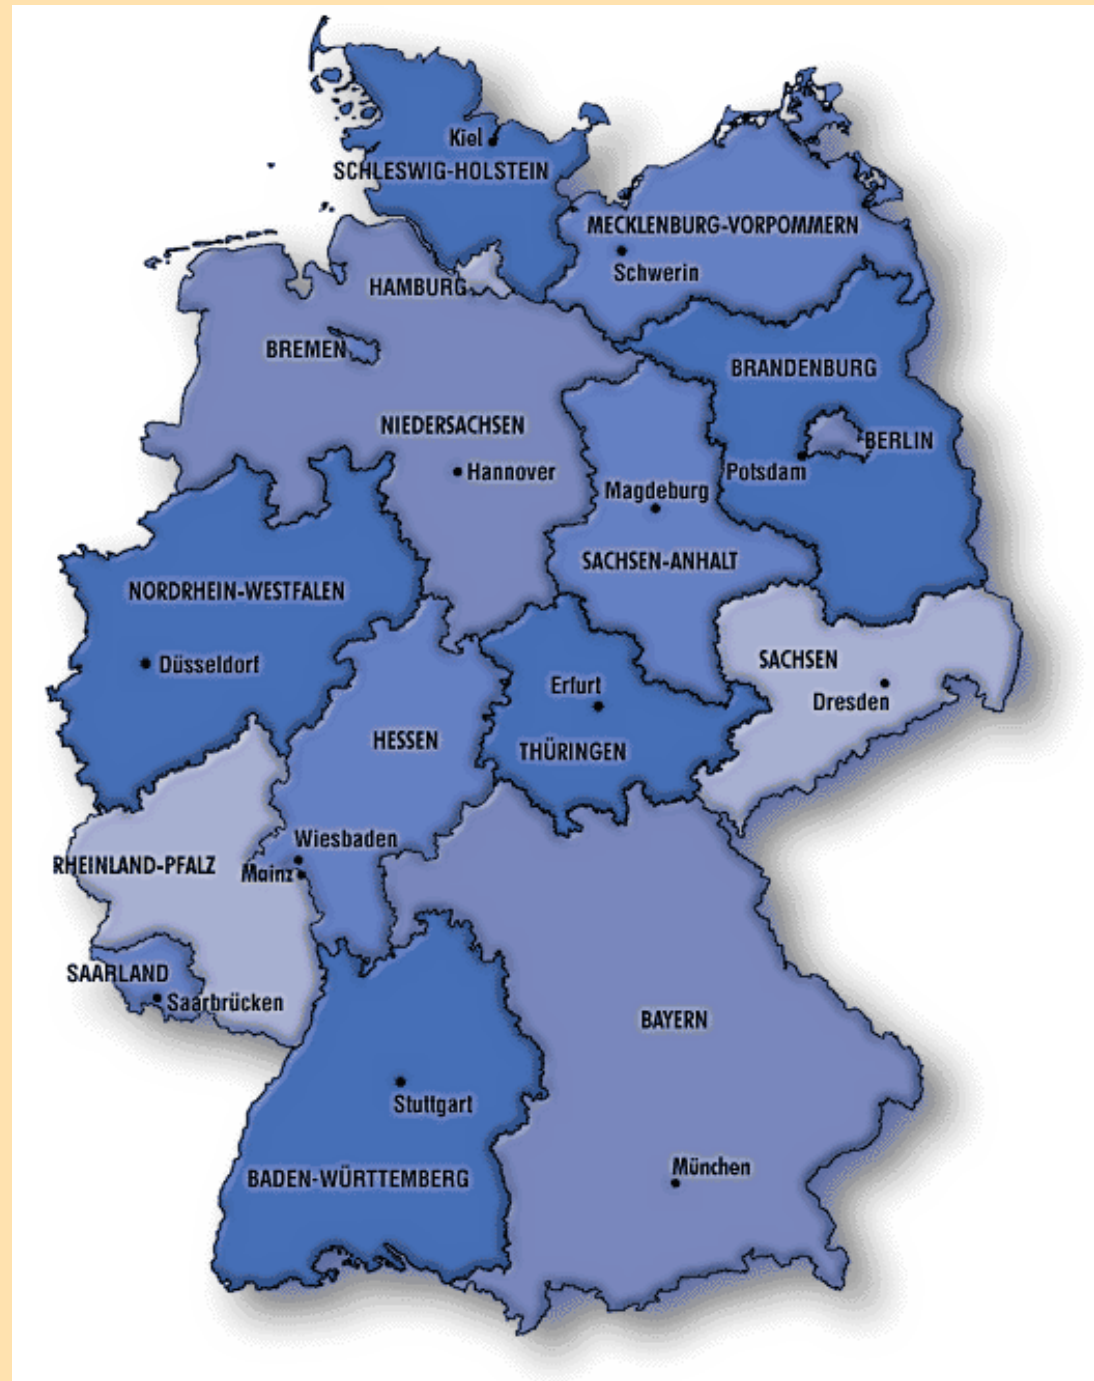 Kiel
SCHLESWIG-HOLSTEIN
MECKLENBURG-VORPOMMERN
Schwerin
HAMBURG
BREMEN
BRANDENBURG
NIEDERSACHSEN
BERLIN
Hannover
Potsdam
Magdeburg
SACHSEN-ANHALT
NORDRHEIN-WESTFALEN
Düsseldorf
SACHSEN
Erfurt
Dresden
HESSEN
THÜRINGEN
Wiesbaden
RHEINLAND-PFALZ
Mainz
SAARLAND
Saarbrücken
BAYERN
Stuttgart
München
BADEN-WÜRTTEMBERG